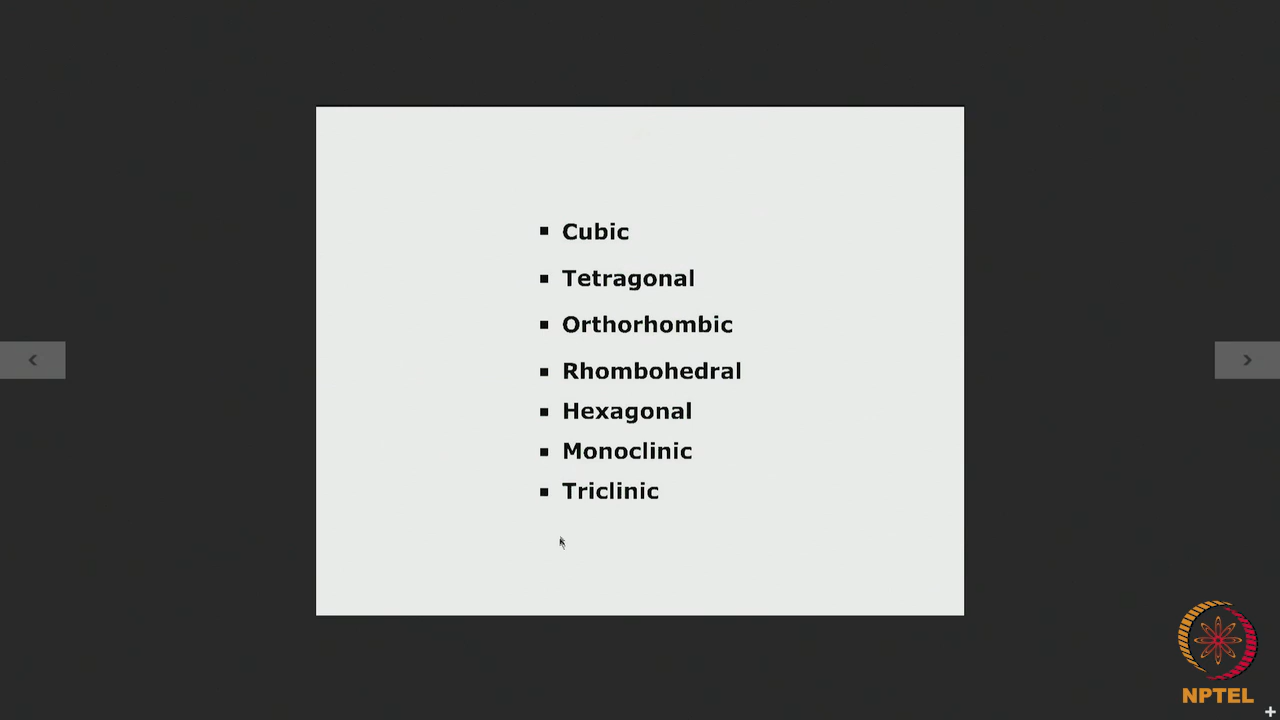 ▪ Cubic
▪ Tetragonal
▪ Orthorhombic
▪ Rhombohedral
▪ Hexagonal
▪ Monoclinic
▪ Triclinic
NPTEL